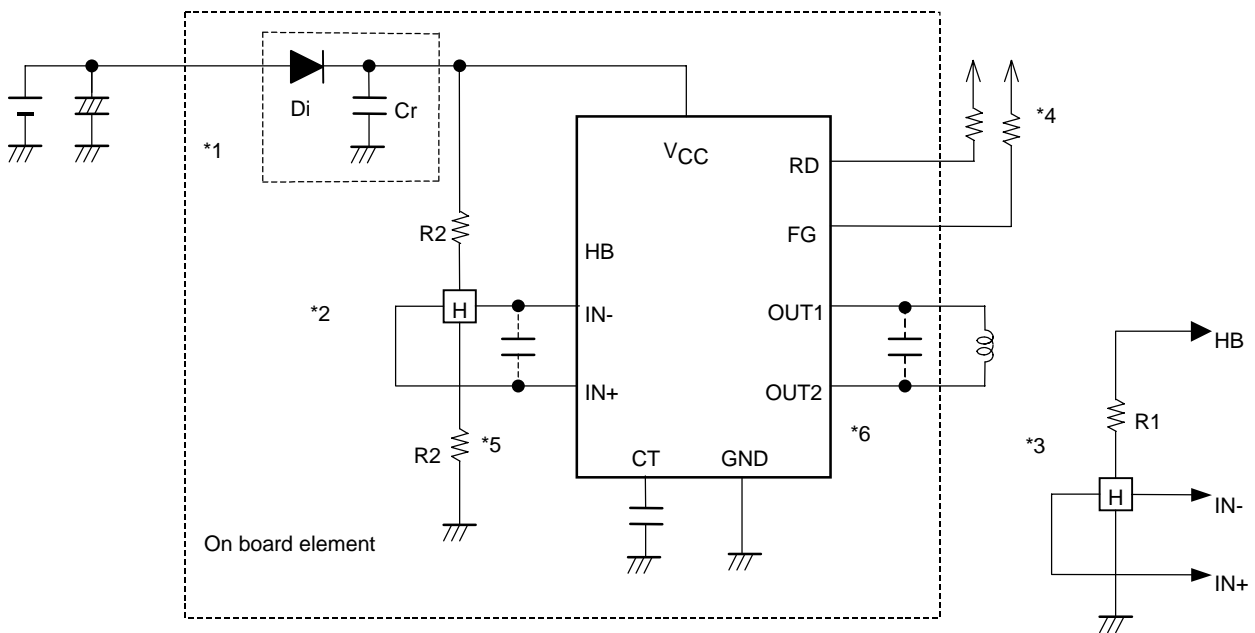 Di
Cr
*1
*4
VCC
RD
R2
FG
HB
*2
H
IN-
OUT1
HB
IN+
OUT2
R1
R2
*5
*6
*3
CT
GND
H
IN-
On board element
IN+